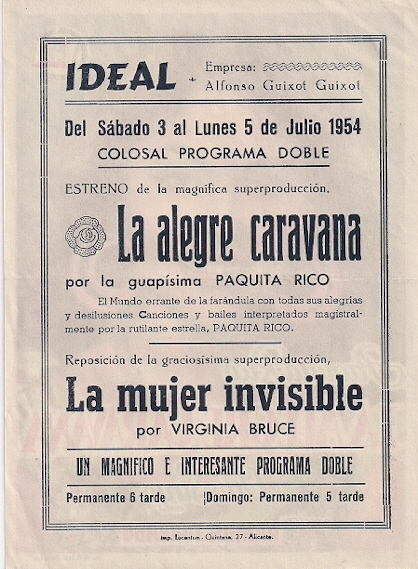 IDEAL
Empresa:
Alfonso Guixot Guixot
Del Sábado 3 al Lunes 5 de Julio 1954
COLOSAL PROGRAMA DOBLE
ESTRENO de la magnifica superproducción,
La alegre caravana
por la guapísima PAQUITA RICO
El Mundo errante de la farándula con todas sus alegrías
y desilusiones. Canciones y bailes interpretados magistral-
mente por la rutilante estrella, PAQUITA RICO.
Reposición de la graciosísima superproducción,
La mujer invisible
por VIRGINIA BRUCE
UN MAGNIFICO E INTERESANTE PROGRAMA DOBLE
Permanente 6 tarde Domingo: Permanente 5 tarde
Imp. Lucentum - Quintana, 27 - Alicante.